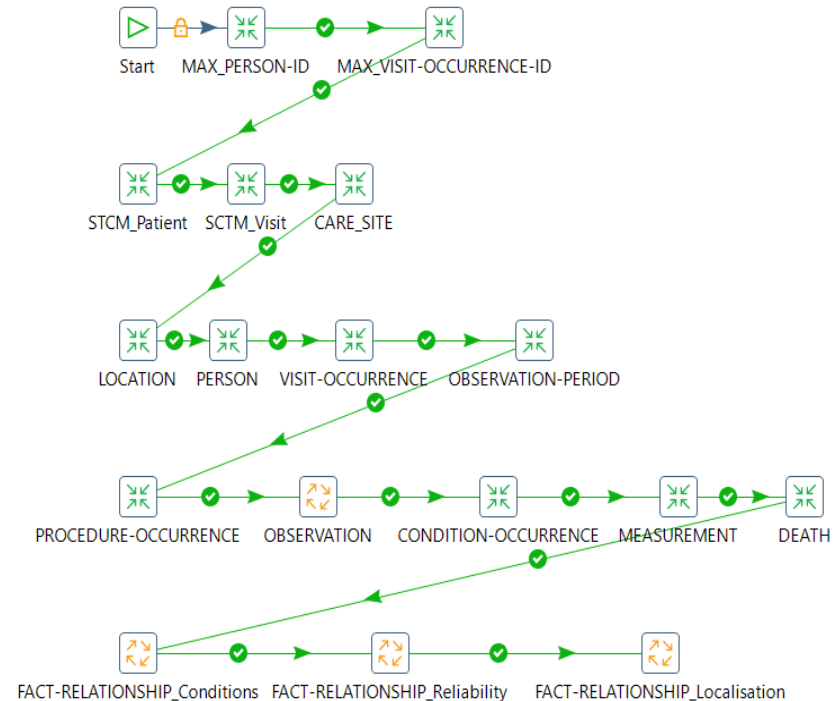 Start MAX_PERSON-ID MAX_VISIT-OCCURRENCE-ID
STCM_Patient SCTM_Visit CARE_SITE
LOCATION PERSON VISIT-OCCURRENCE OBSERVATION-PERIOD
PROCEDURE-OCCURRENCE OBSERVATION CONDITION-OCCURRENCE MEASUREMENT DEATH
FACT-RELATIONSHIP_Conditions FACT-RELATIONSHIP_Reliability FACT-RELATIONSHIP_Localisation